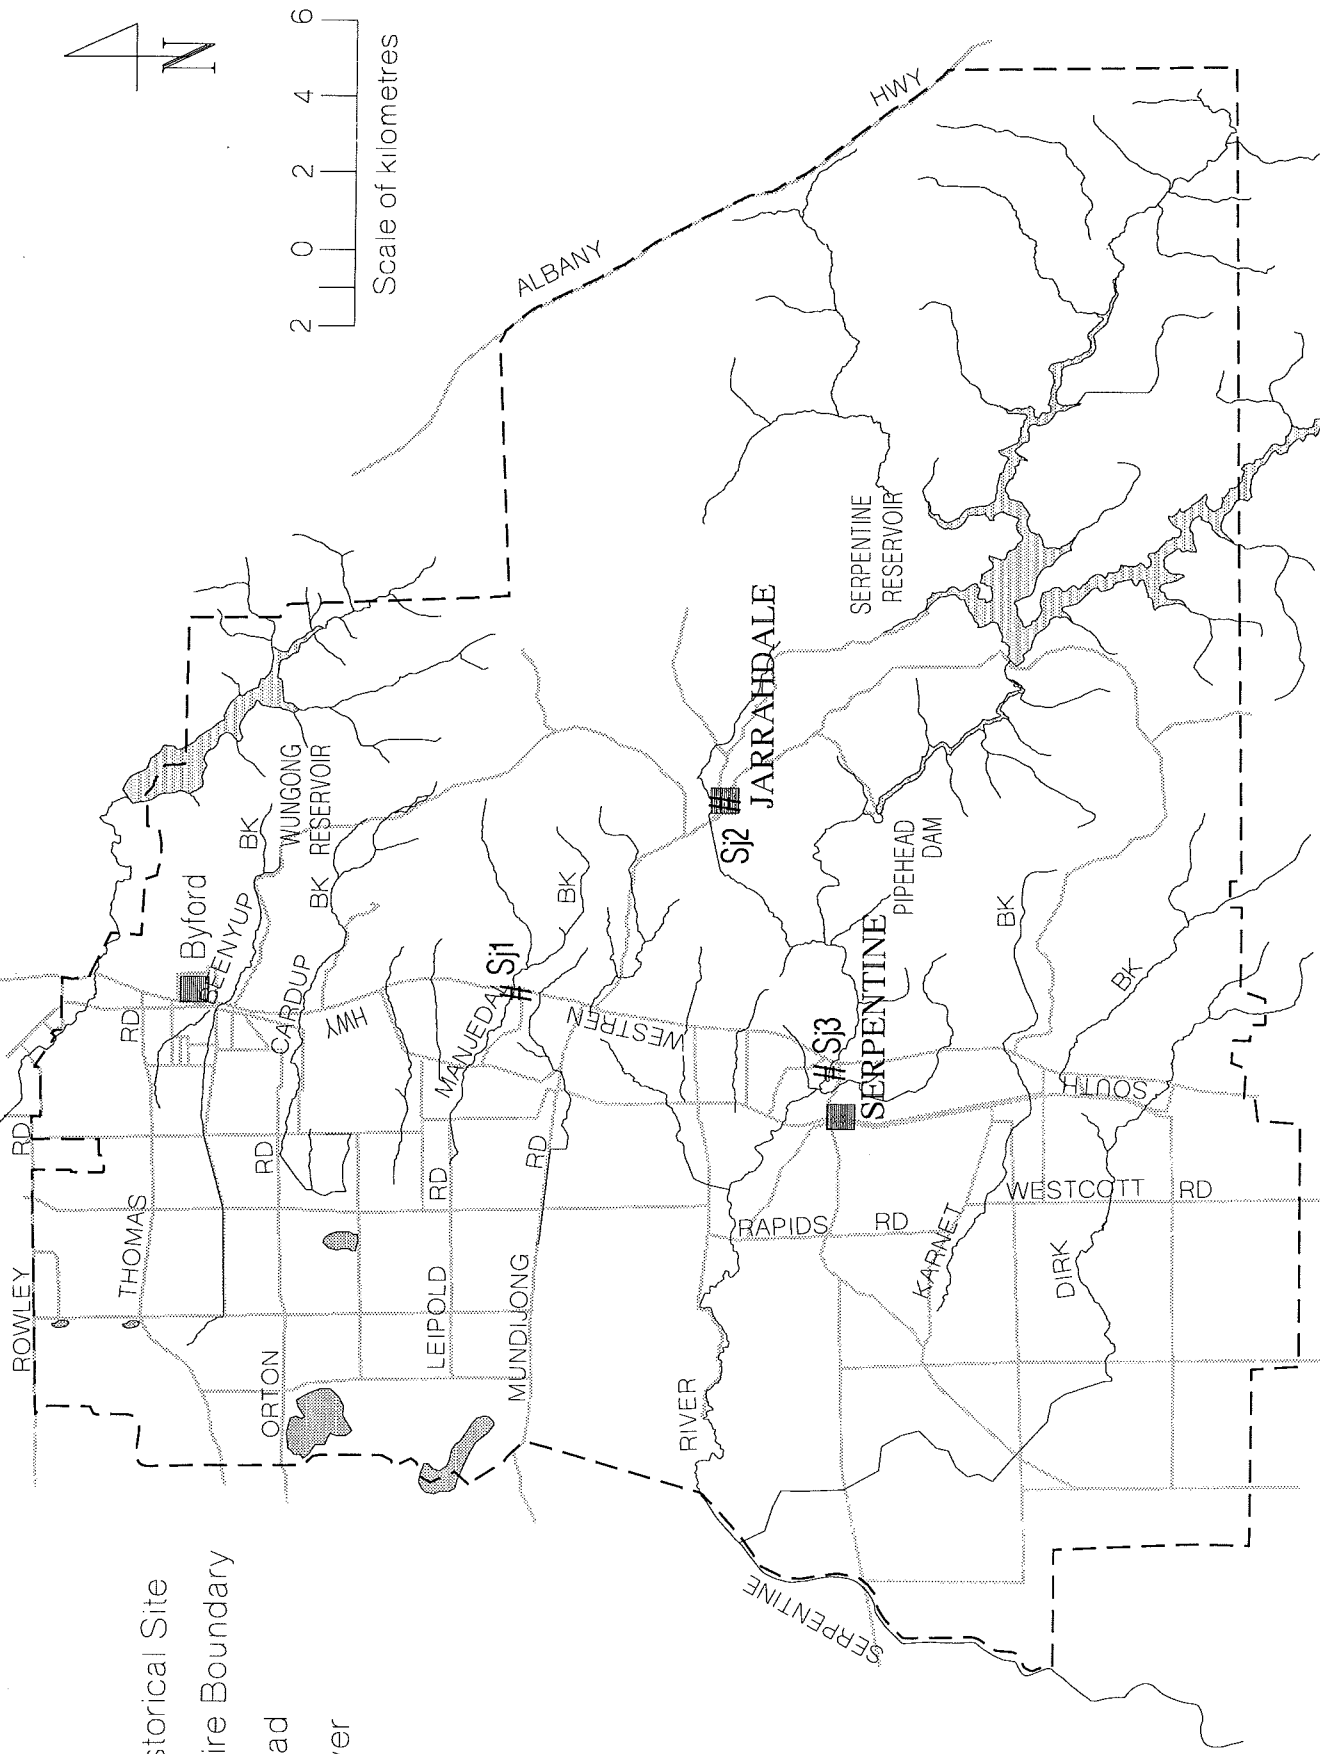 N
2 0 2 4 6
Scale of kilometres
storical Site
ire Boundary
ad
ver
ALBANY
HWY
ROWLEY
RD
THOMAS
RD
Byford
BEENYUP
BK
WUNGONG
RESERVOIR
ORTON
RD
CARDUP
BK
HWY
LEIPOLD
RD
MANJEDAL
Sj1
BK
MUNDIJONG
RD
WESTREN
RIVER
SERPENTINE
Sj2
JARRAHDALE
SERPENTINE
RESERVOIR
Sj3
SERPENTINE
PIPEHEAD
DAM
RAPIDS
RD
KARNET
BK
WESTCOTT
RD
SOUTH
DIRK
BK